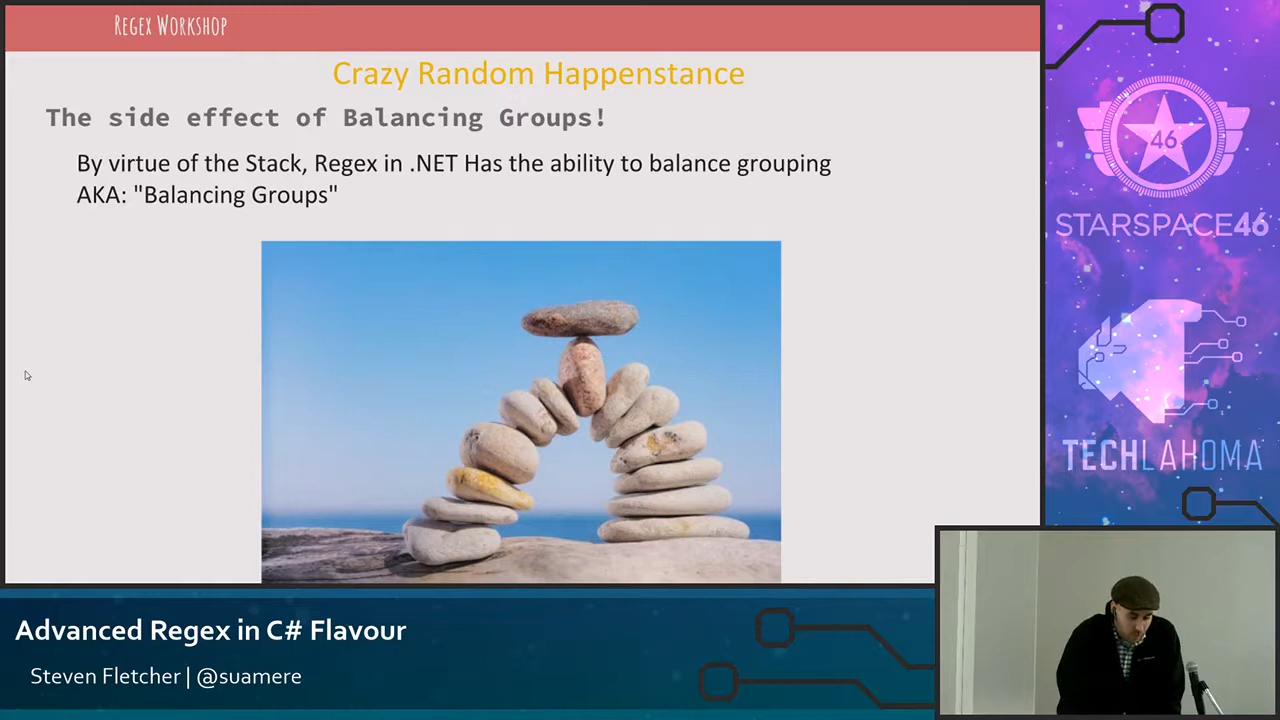 Regex Workshop
Crazy Random Happenstance
The side effect of Balancing Groups!
By virtue of the Stack, Regex in .NET Has the ability to balance grouping
AKA: "Balancing Groups"
46
STARSPACE46
TECHLAHOMA
Advanced Regex in C# Flavour
Steven Fletcher | @suamere